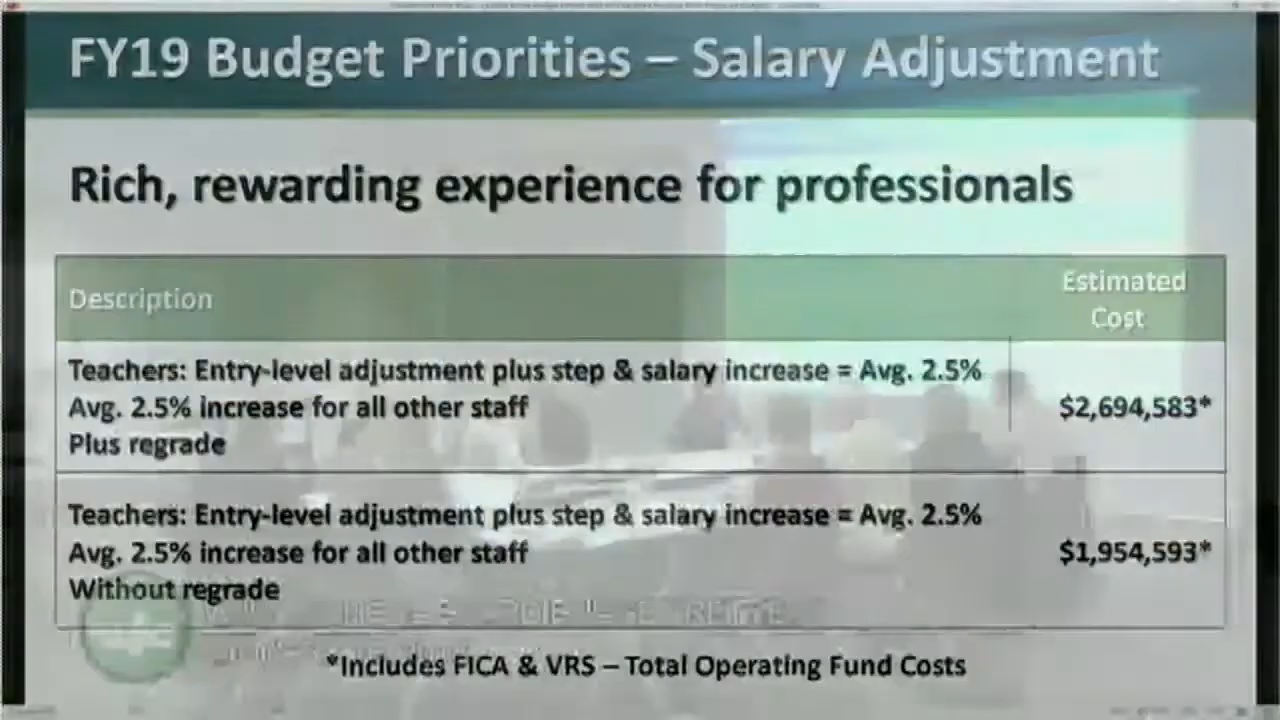 FY19 Budget Priorities – Salary Adjustment
Rich, rewarding experience for professionals
Description
Estimated
Cost
Teachers: Entry-level adjustment plus step & salary increase = Avg. 2.5%
Avg. 2.5% increase for all other staff
Plus regrade
$2,694,583*
Teachers: Entry-level adjustment plus step & salary increase = Avg. 2.5%
Avg. 2.5% increase for all other staff
Without regrade
$1,954,593*
*Includes FICA & VRS – Total Operating Fund Costs